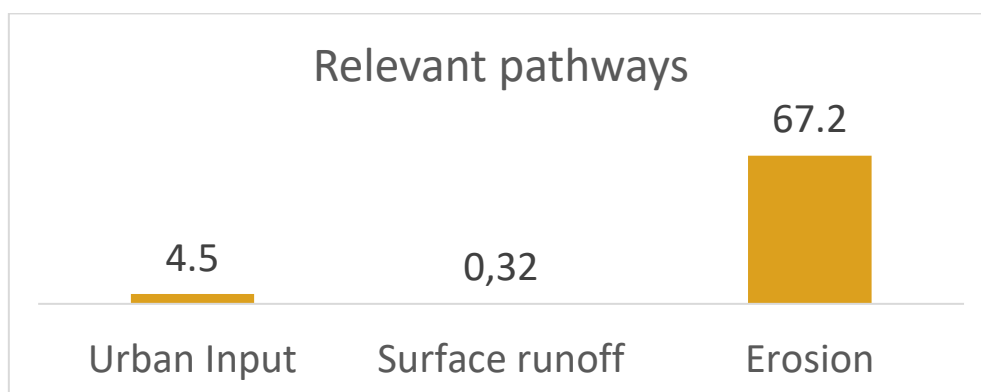 Relevant pathways
67.2
4.5
0,32
Urban Input
Surface runoff
Erosion